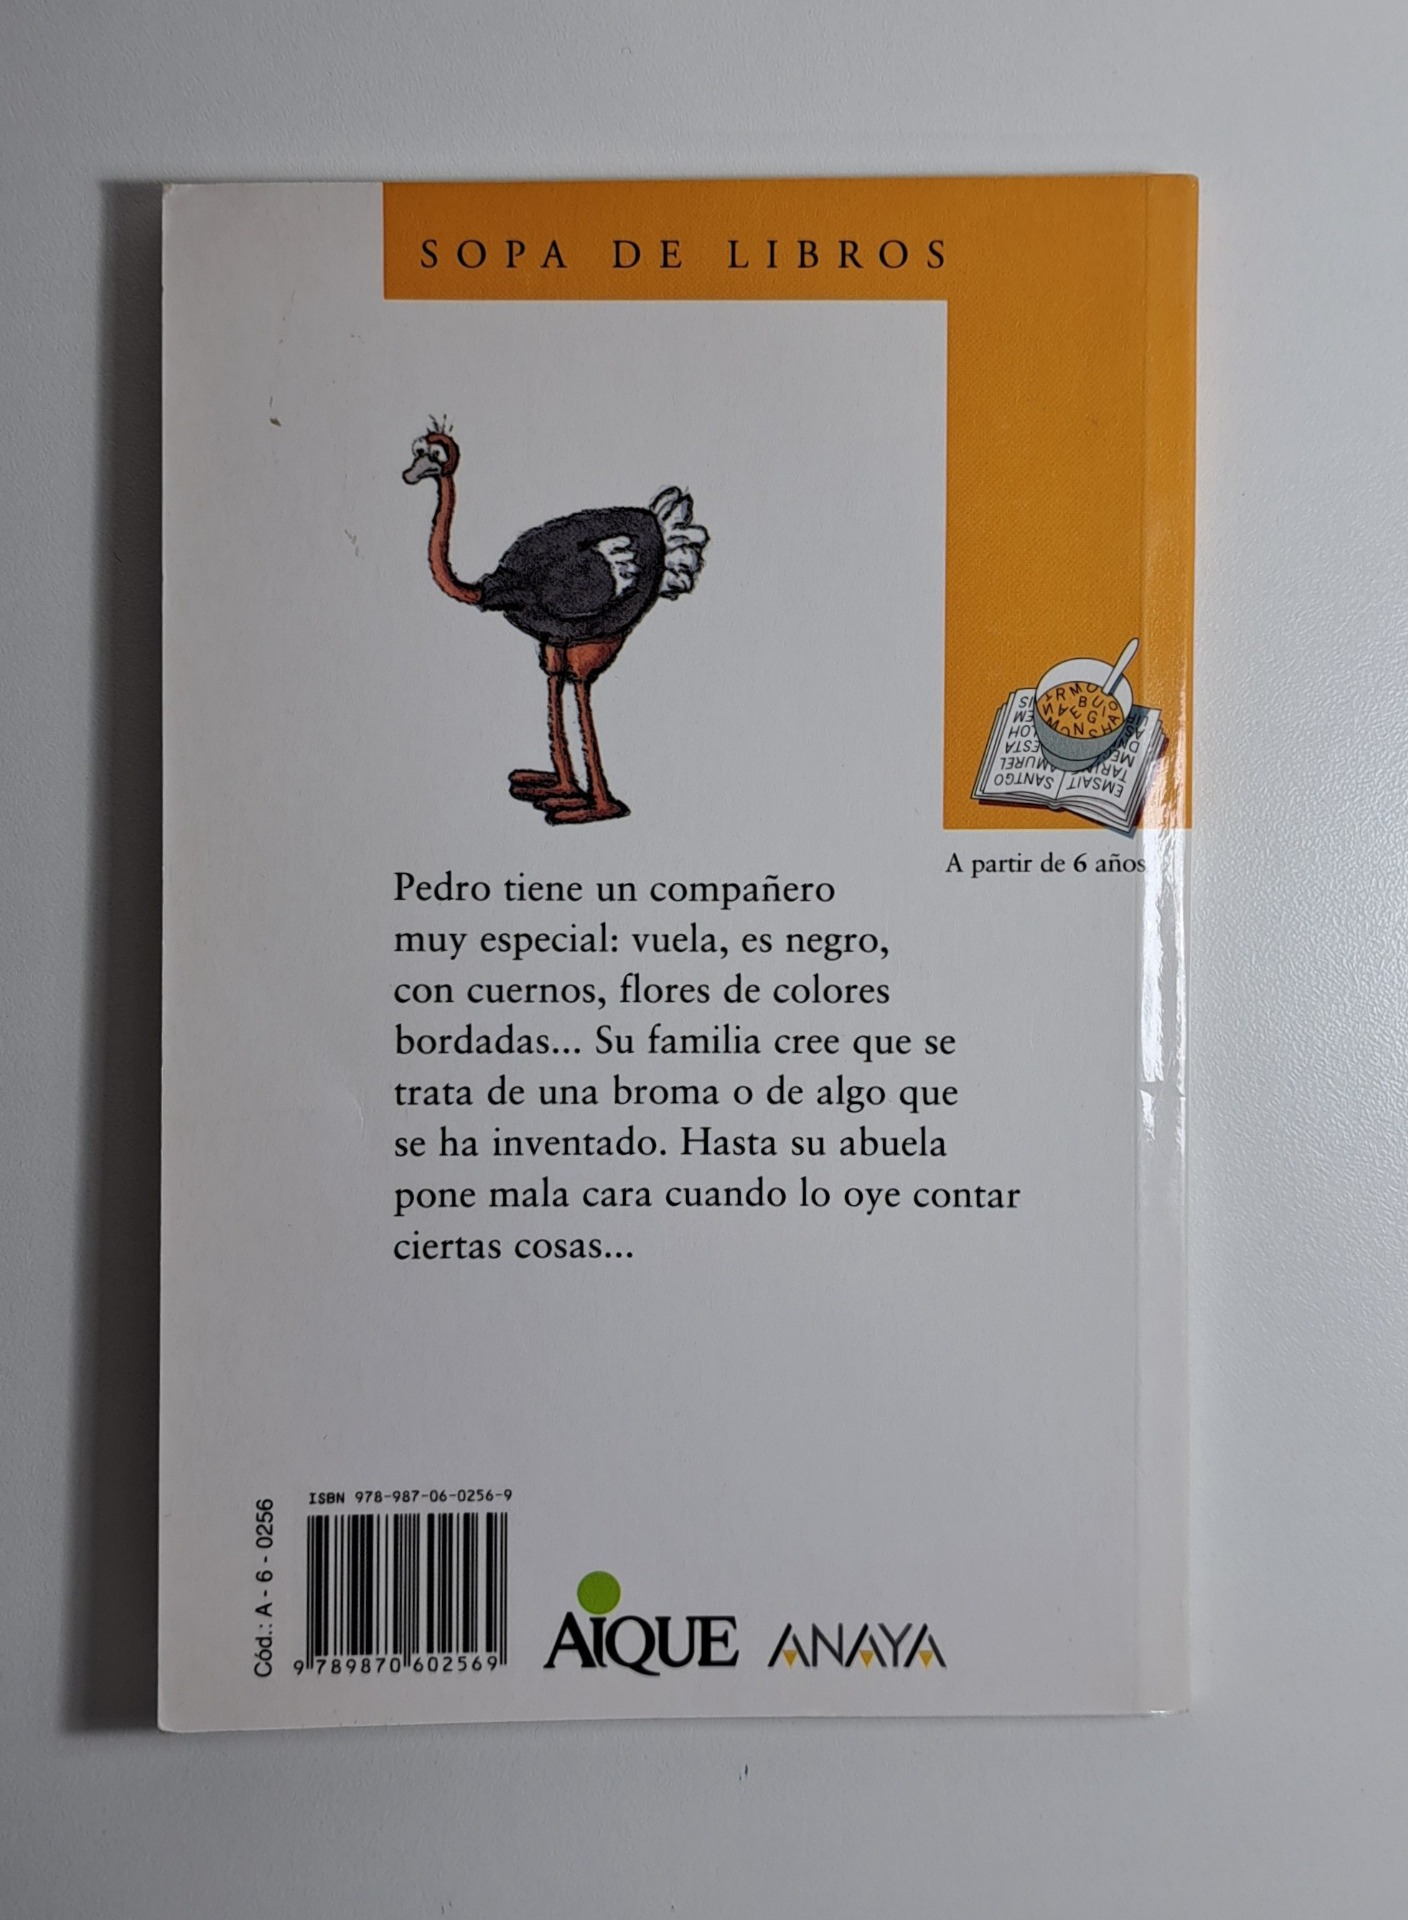 SOPA DE LIBROS
A partir de 6 años
Pedro tiene un compañero
muy especial: vuela, es negro,
con cuernos, flores de colores
bordadas... Su familia cree que se
trata de una broma o de algo que
se ha inventado. Hasta su abuela
pone mala cara cuando lo oye contar
ciertas cosas...
Cód.: A - 6 - 0256
ISBN 978-987-06-0256-9
9 789870 602569
AIQUE ANAYA